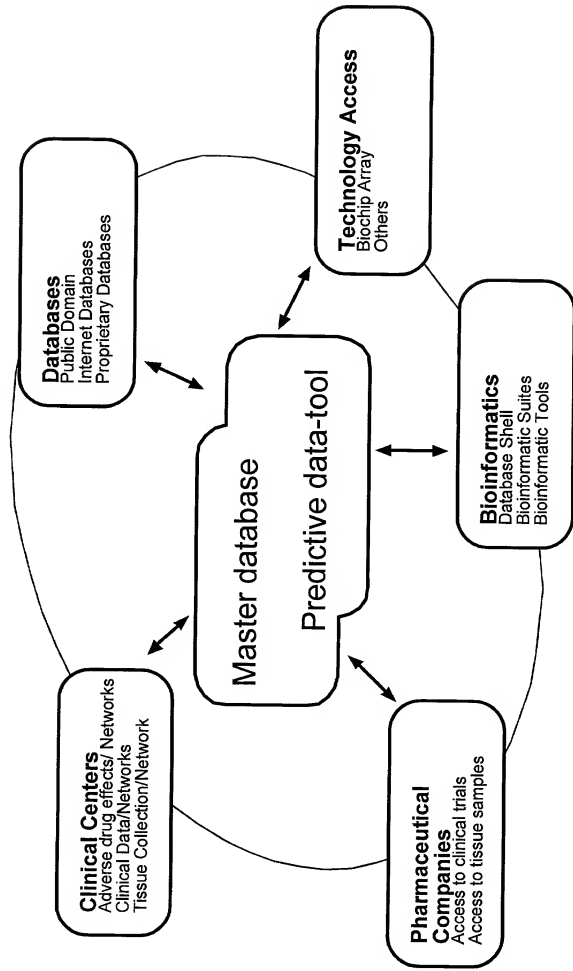 Clinical Centers
Adverse drug effects/ Networks
Clinical Data/Networks
Tissue Collection/Network
Databases
Public Domain
Internet Databases
Proprietary Databases
Master database
Predictive data-tool
Technology Access
Biochip Array
Others
Pharmaceutical
Companies
Access to clinical trials
Access to tissue samples
Bioinformatics
Database Shell
Bioinformatic Suites
Bioinformatic Tools